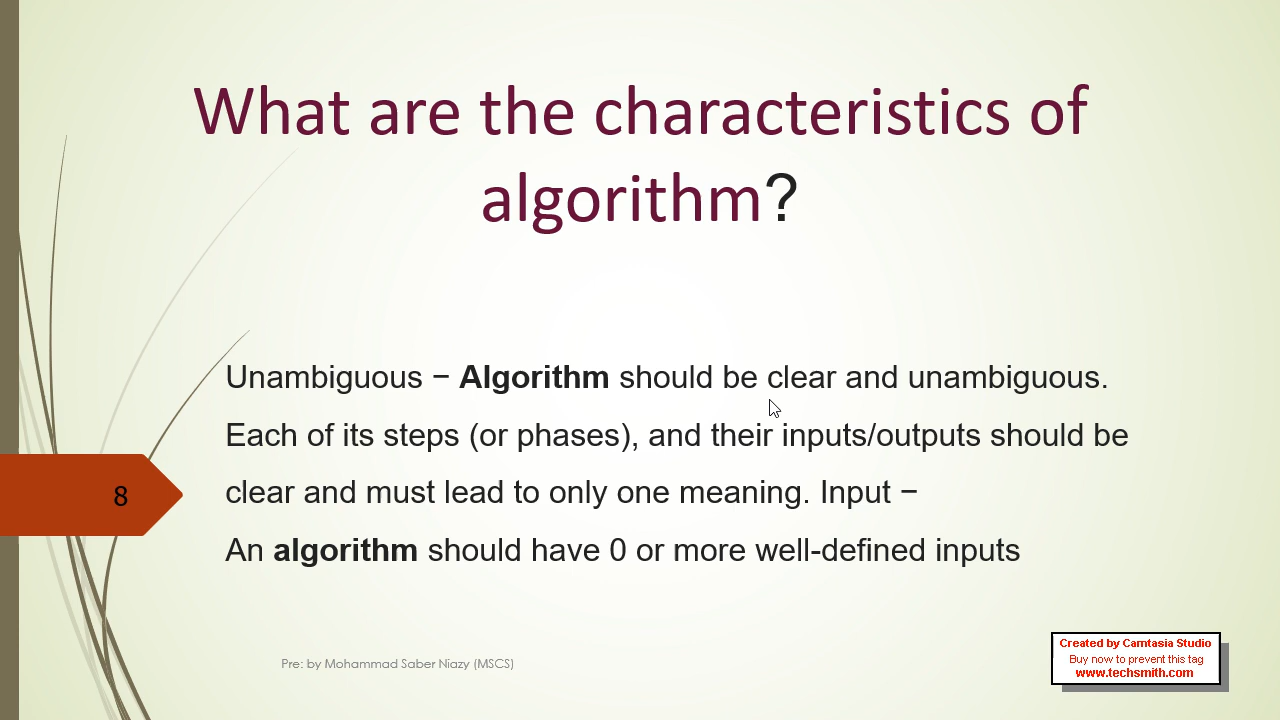 What are the characteristics of
algorithm?
Unambiguous − Algorithm should be clear and unambiguous.
Each of its steps (or phases), and their inputs/outputs should be
clear and must lead to only one meaning. Input −
An algorithm should have 0 or more well-defined inputs
8
Pre: by Mohammad Saber Niazy (MSCS)
Created by Camtasia Studio
Buy now to prevent this tag
www.techsmith.com